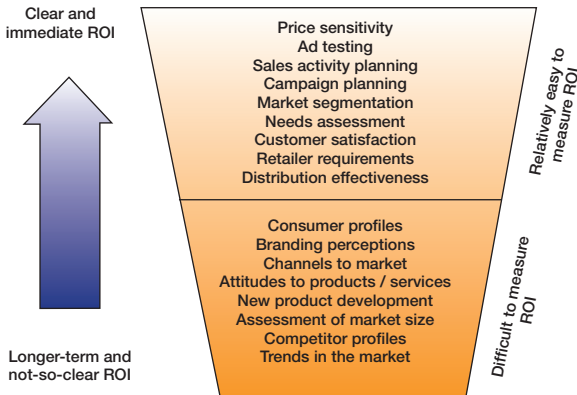 Clear and
immediate ROI
Price sensitivity
Ad testing
Sales activity planning
Campaign planning
Market segmentation
Needs assessment
Customer satisfaction
Retailer requirements
Distribution effectiveness
Relatively easy to
measure ROI
Consumer profiles
Branding perceptions
Channels to market
Attitudes to products / services
New product development
Assessment of market size
Competitor profiles
Trends in the market
Difficult to measure
ROI
Longer-term and
not-so-clear ROI